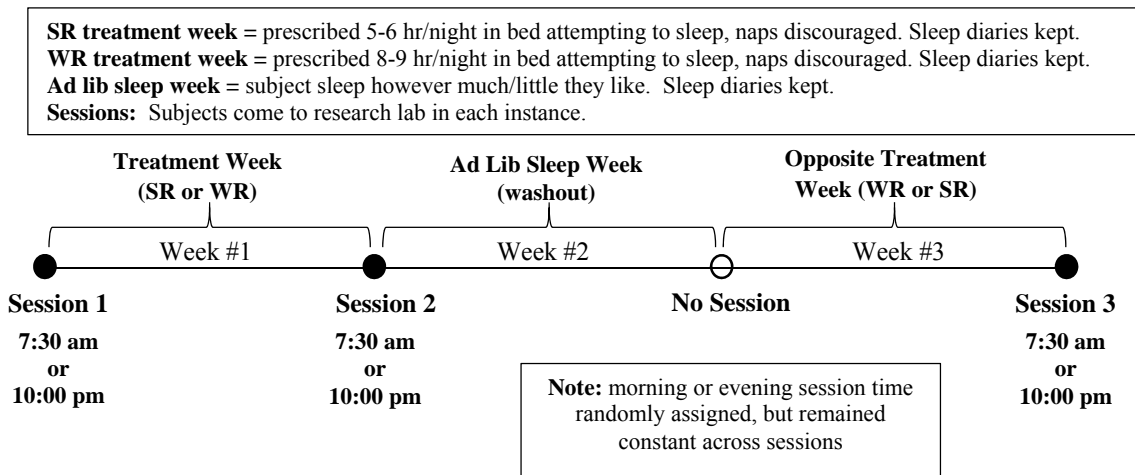 SR treatment week = prescribed 5-6 hr/night in bed attempting to sleep, naps discouraged. Sleep diaries kept.
WR treatment week = prescribed 8-9 hr/night in bed attempting to sleep, naps discouraged. Sleep diaries kept.
Ad lib sleep week = subject sleep however much/little they like. Sleep diaries kept.
Sessions: Subjects come to research lab in each instance.
Treatment Week
(SR or WR)
Ad Lib Sleep Week
(washout)
Opposite Treatment
Week (WR or SR)
Week #1
Week #2
Week #3
Session 1
7:30 am
or
10:00 pm
Session 2
7:30 am
or
10:00 pm
No Session
Session 3
7:30 am
or
10:00 pm
Note: morning or evening session time
randomly assigned, but remained
constant across sessions